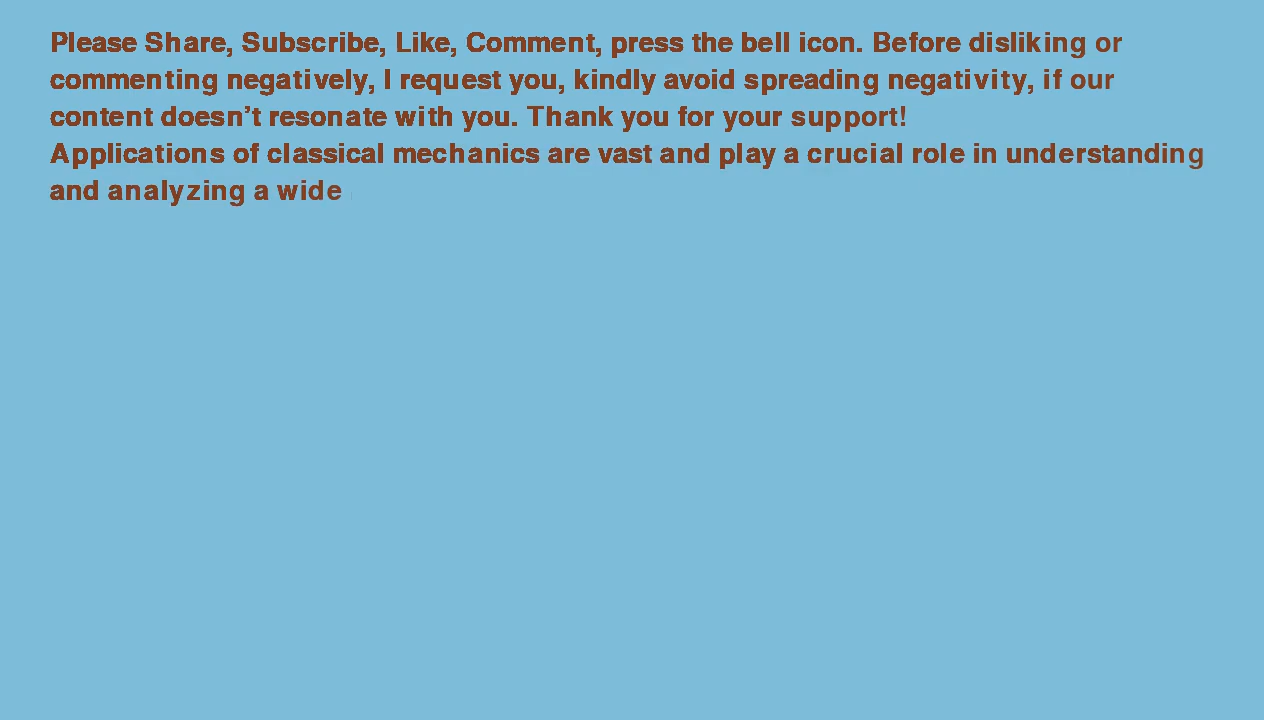 Please Share, Subscribe, Like, Comment, press the bell icon. Before disliking or
commenting negatively, I request you, kindly avoid spreading negativity, if our
content doesn’t resonate with you. Thank you for your support!
Applications of classical mechanics are vast and play a crucial role in understanding
and analyzing a wide